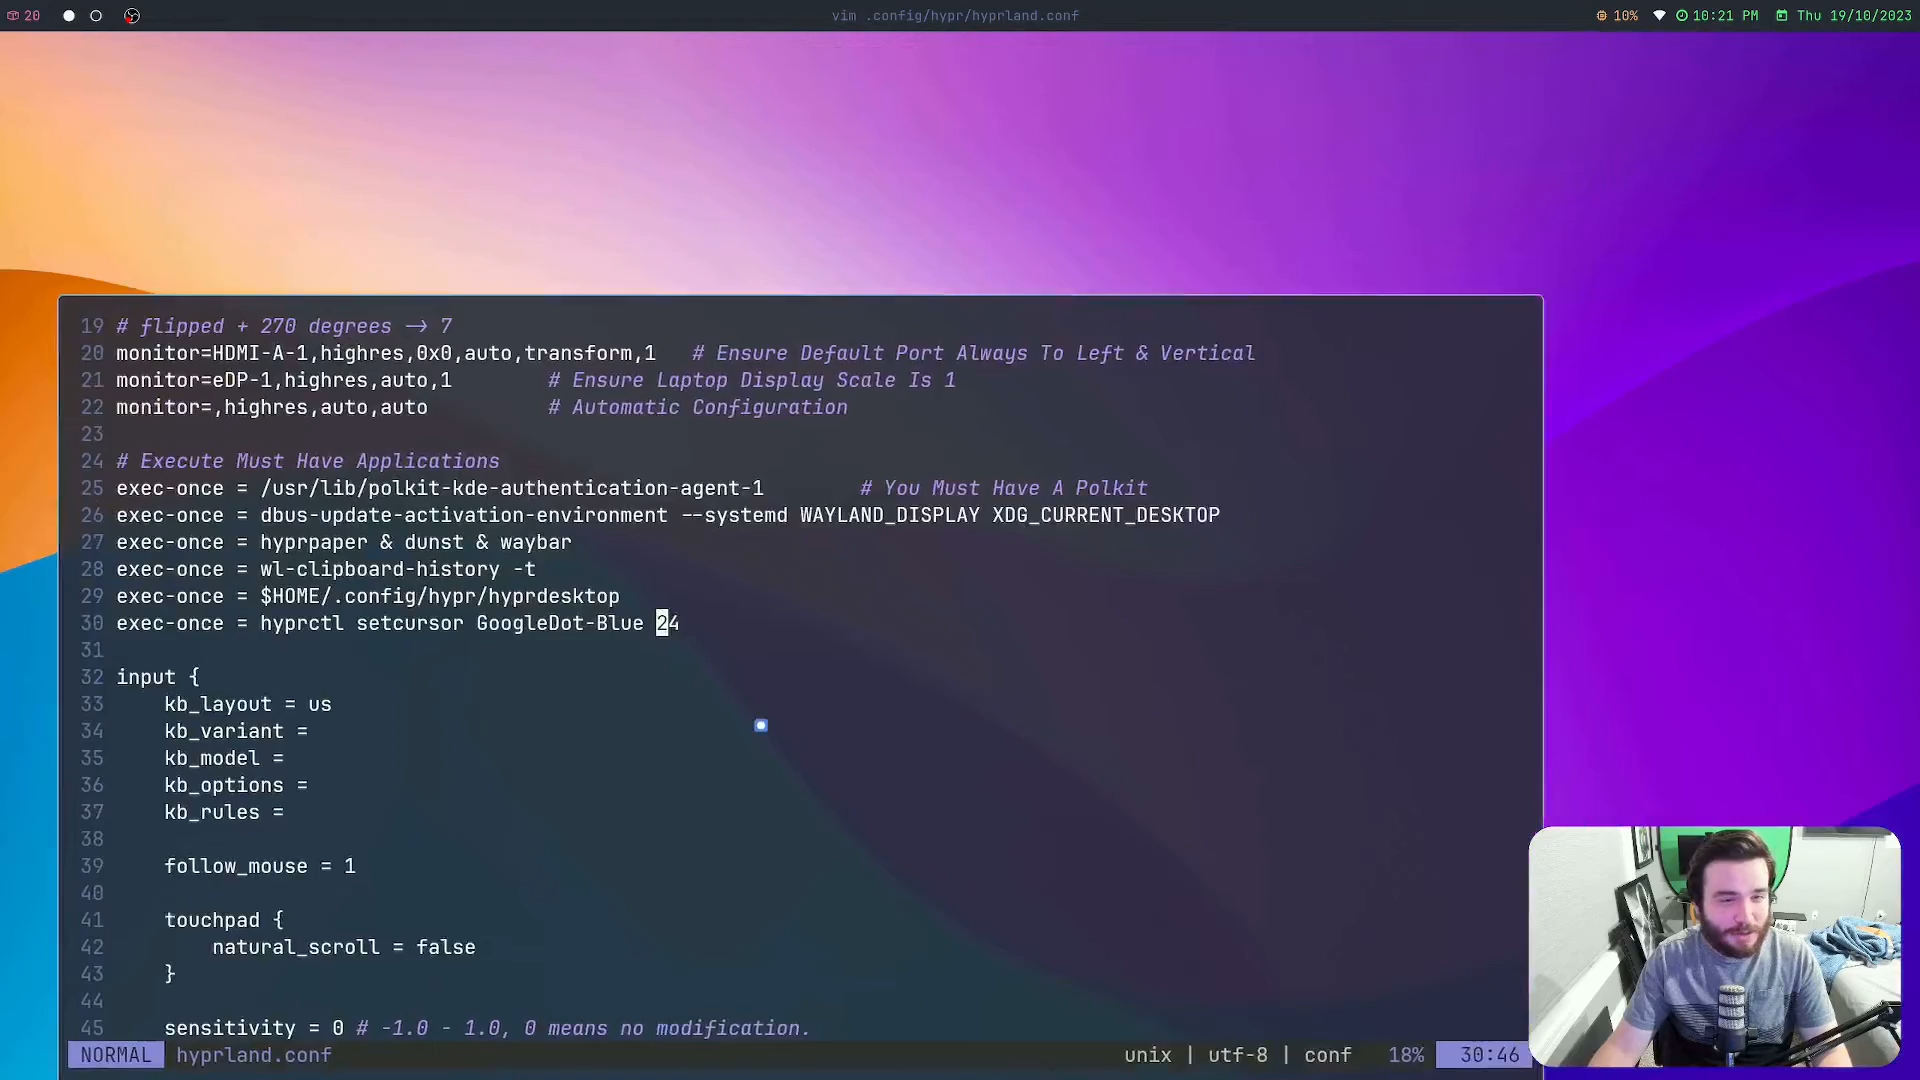 20
vim .config/hypr/hyprland.conf
10% 10:21 PM Thu 19/10/2023
19 # flipped + 270 degrees -> 7
20 monitor=HDMI-A-1,highres,0x0,auto,transform,1 # Ensure Default Port Always To Left & Vertical
21 monitor=eDP-1,highres,auto,1 # Ensure Laptop Display Scale Is 1
22 monitor=,highres,auto,auto # Automatic Configuration
23
24 # Execute Must Have Applications
25 exec-once = /usr/lib/polkit-kde-authentication-agent-1 # You Must Have A Polkit
26 exec-once = dbus-update-activation-environment --systemd WAYLAND_DISPLAY XDG_CURRENT_DESKTOP
27 exec-once = hyprpaper & dunst & waybar
28 exec-once = wl-clipboard-history -t
29 exec-once = $HOME/.config/hypr/hyprdesktop
30 exec-once = hyprctl setcursor GoogleDot-Blue 24
31
32 input {
33 kb_layout = us
34 kb_variant =
35 kb_model =
36 kb_options =
37 kb_rules =
38
39 follow_mouse = 1
40
41 touchpad {
42 natural_scroll = false
43 }
44
45 sensitivity = 0 # -1.0 - 1.0, 0 means no modification.
NORMAL hyprland.conf unix | utf-8 | conf 18% 30:46